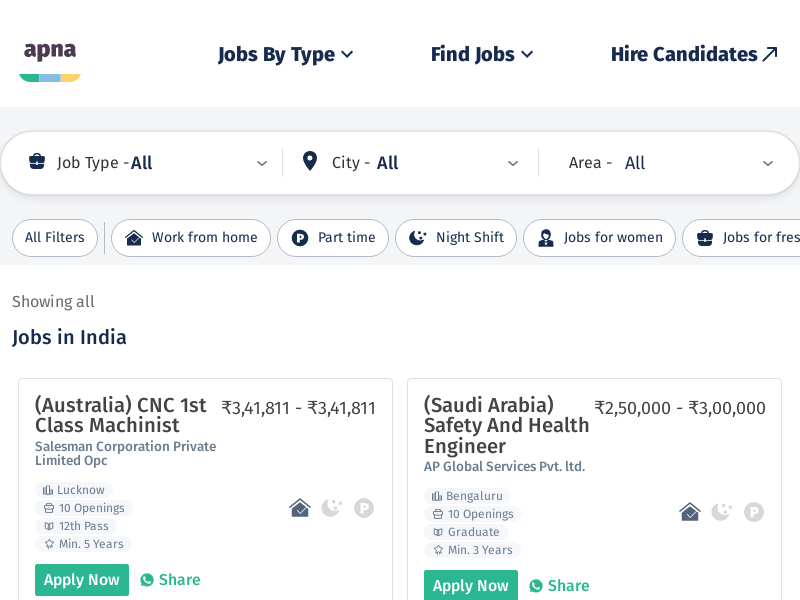 apna
Jobs By Type
Find Jobs
Hire Candidates
Job Type - All
City - All
Area - All
All Filters
Work from home
Part time
Night Shift
Jobs for women
Jobs for fres
Showing all
Jobs in India
(Australia) CNC 1st
Class Machinist
₹3,41,811 - ₹3,41,811
Salesman Corporation Private
Limited Opc
Lucknow
10 Openings
12th Pass
Min. 5 Years
Apply Now
Share
(Saudi Arabia)
Safety And Health
Engineer
₹2,50,000 - ₹3,00,000
AP Global Services Pvt. ltd.
Bengaluru
10 Openings
Graduate
Min. 3 Years
Apply Now
Share